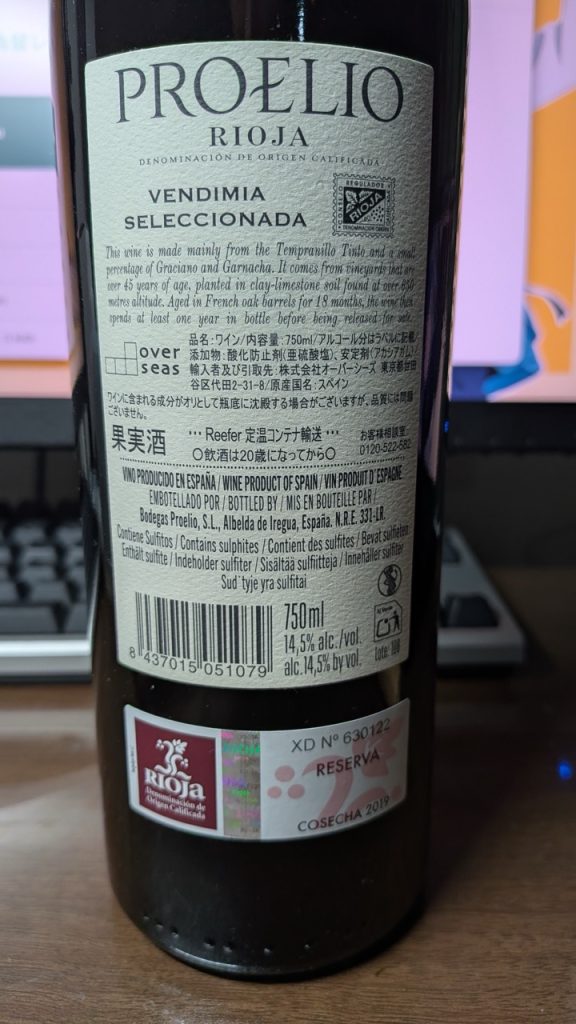 PROELIO
RIOJA
DENOMINACIÓN DE ORIGEN CALIFICADA
VENDIMIA
SELECCIONADA
REGULADOR
RIOJA
DENOMINACIÓN ORIGEN
This wine is made mainly from the Tempranillo Tinto and a small
percentage of Graciano and Garnacha. It comes from vineyards that are
over 45 years of age, planted in clay-limestone soil found at over 650
metres altitude. Aged in French oak barrels for 18 months, the wine then
spends at least one year in bottle before being released for sale.
over
seas
品名:ワイン/内容量:750ml/アルコール分はラベルに記載/
添加物:酸化防止剤(亜硫酸塩)、安定剤(アカシアガム)
輸入者及び引取先:株式会社オーバーシーズ 東京都世田
谷区代田2-31-8/原産国名:スペイン
ワインに含まれる成分がオリとして瓶底に沈殿する場合がございますが、品質には問題
ございません。
果実酒
… Reefer 定温コンテナ輸送 …
〇飲酒は20歳になってから〇
お客様相談室
0120-522-582
VINO PRODUCIDO EN ESPAÑA / WINE PRODUCT OF SPAIN / VIN PRODUIT D'ESPAGNE
EMBOTELLADO POR / BOTTLED BY / MIS EN BOUTEILLE PAR /
Bodegas Proelio, S.L., Albelda de Iregua, España. N.R.E. 331-LR.
Contiene Sulfitos / Contains sulphites / Contient des sulfites / Bevat sulfieten
Enthält sulfite / Indeholder sulfiter / Sisältää sulfiitteja / Innehåller sulfiter
Sud˙tyje yra sulfitai
8 437015 051079
750ml
14,5% alc./vol.
alc.14,5% by vol.
XD Nº 630122
RESERVA
RIOJA
Denominación de
Origen Calificada
COSECHA 2019